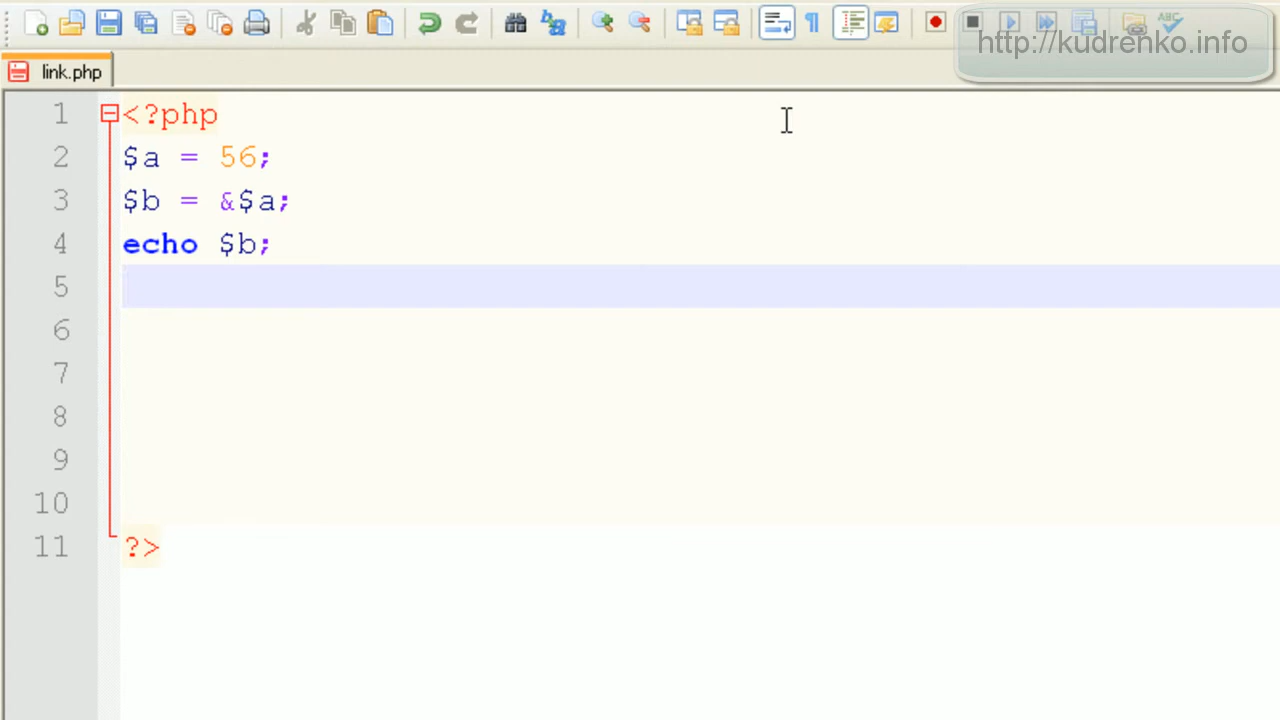 http://kudrenko.info
link.php
1 <?php
2 $a = 56;
3 $b = &$a;
4 echo $b;
5
6
7
8
9
10
11 ?>